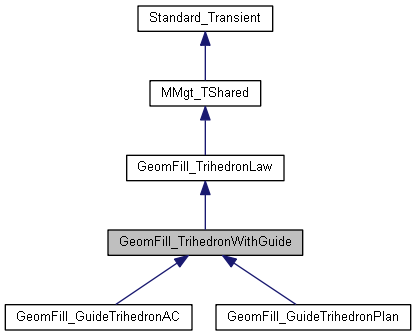 Standard_Transient
MMgt_TShared
GeomFill_TrihedronLaw
GeomFill_TrihedronWithGuide
GeomFill_GuideTrihedronAC
GeomFill_GuideTrihedronPlan